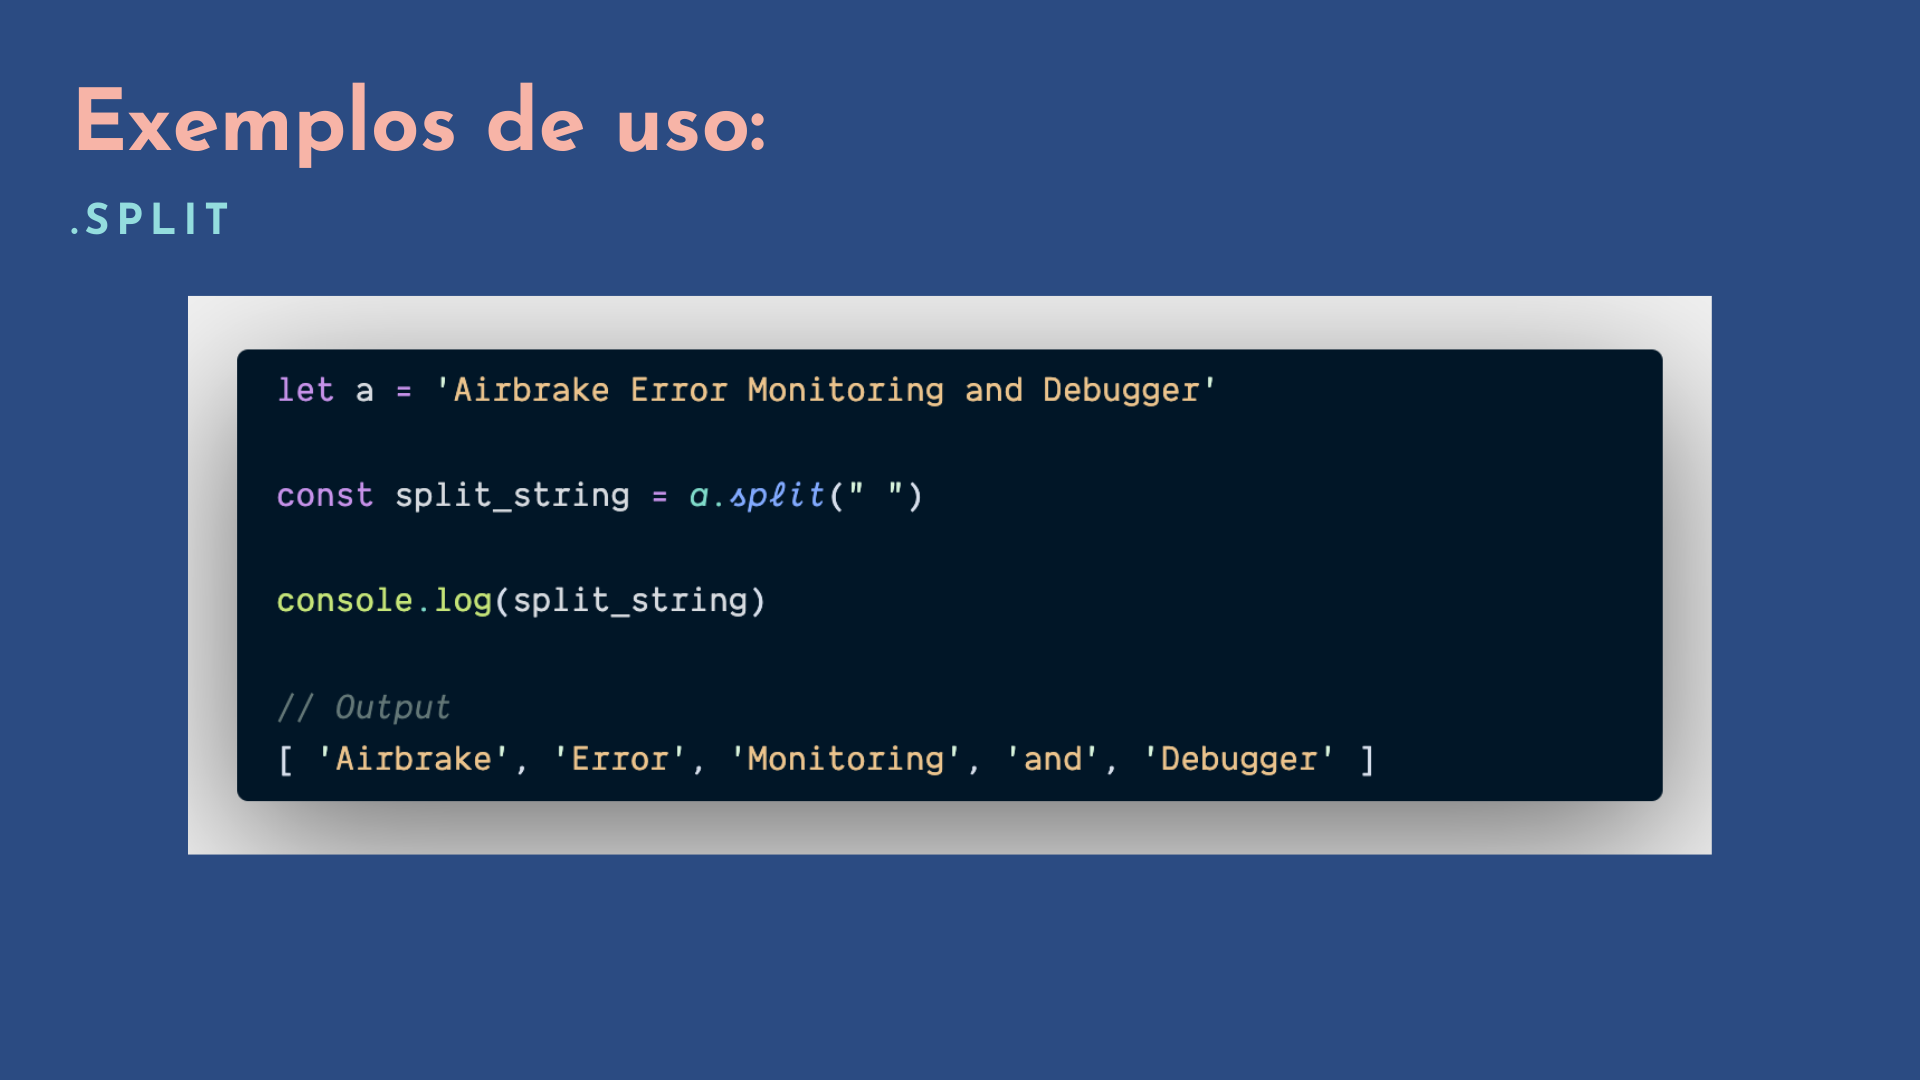 Exemplos de uso:
.SPLIT
let a = 'Airbrake Error Monitoring and Debugger'
const split_string = a.split(" ")
console.log(split_string)
// Output
[ 'Airbrake', 'Error', 'Monitoring', 'and', 'Debugger' ]